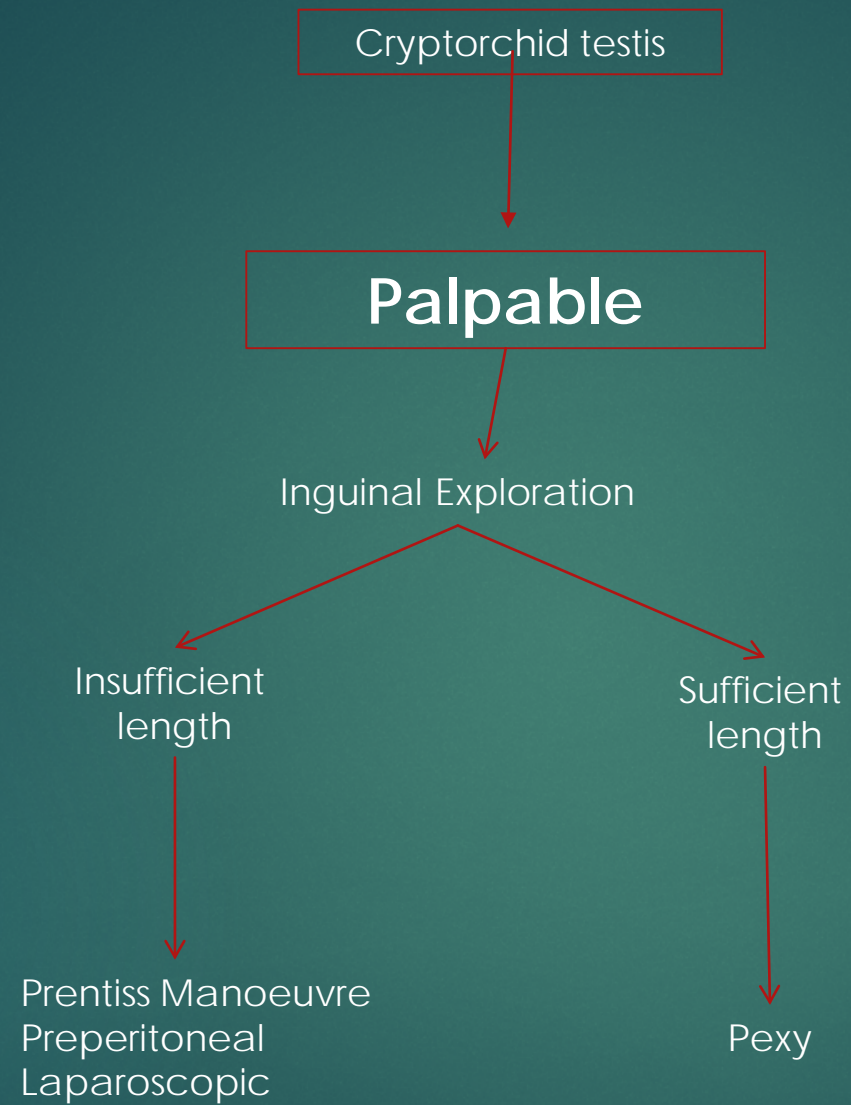 Cryptorchid testis
Palpable
Inguinal Exploration
Insufficient
length
Sufficient
length
Prentiss Manoeuvre
Preperitoneal
Laparoscopic
Pexy